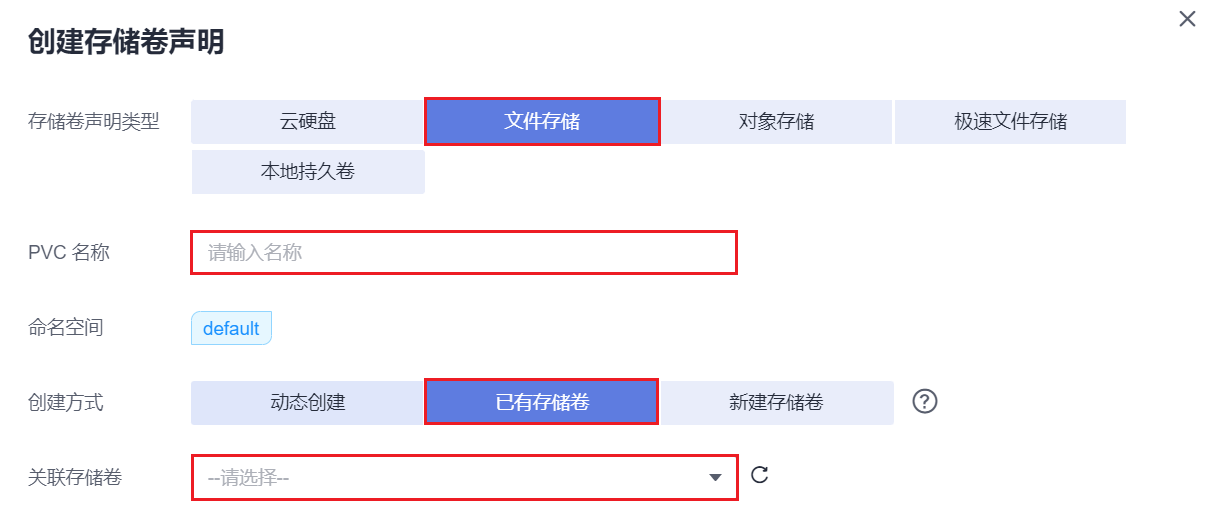 创建存储卷声明
存储卷声明类型 云硬盘 文件存储 对象存储 极速文件存储
本地持久卷
PVC 名称 请输入名称
命名空间 default
创建方式 动态创建 已有存储卷 新建存储卷
关联存储卷 --请选择--